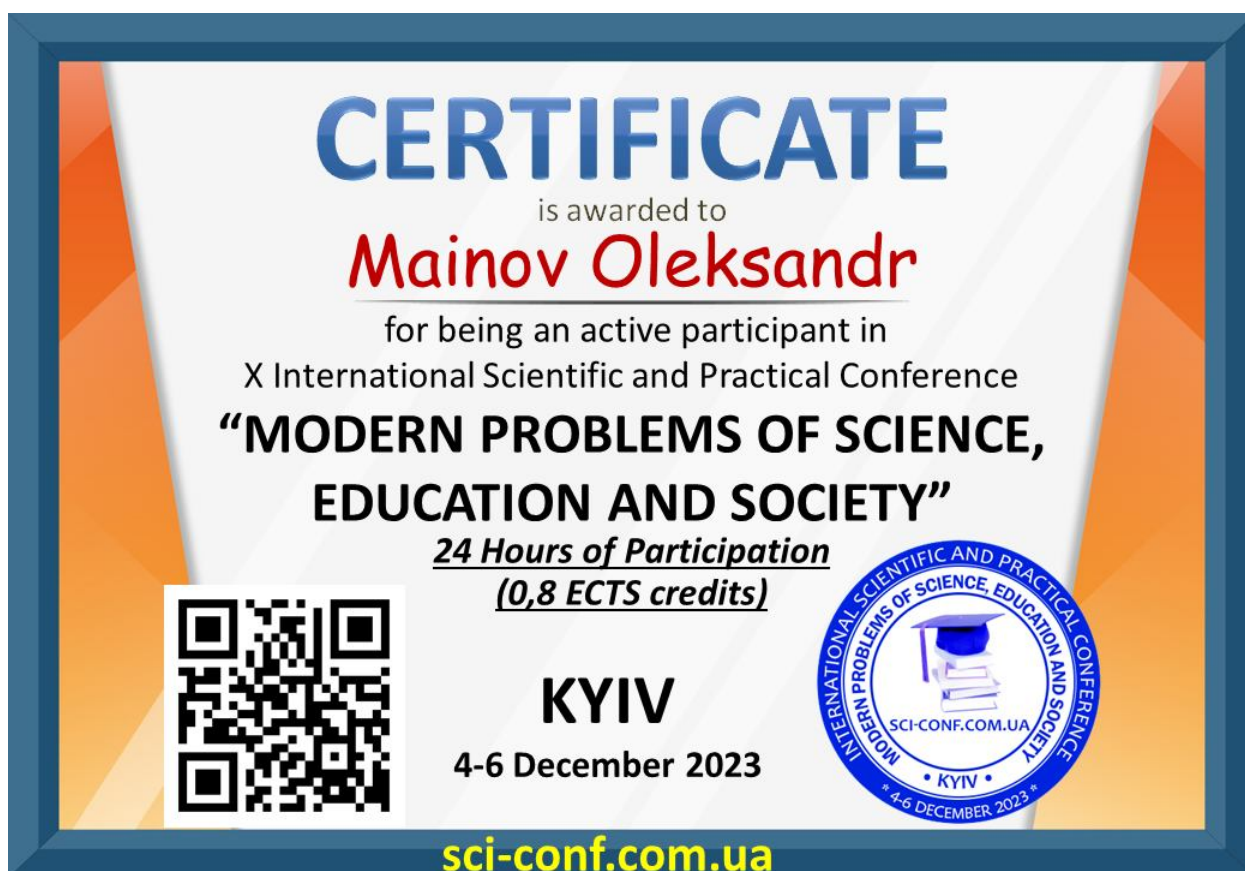 CERTIFICATE
is awarded to
Mainov Oleksandr
for being an active participant in
X International Scientific and Practical Conference
“MODERN PROBLEMS OF SCIENCE,
EDUCATION AND SOCIETY”
24 Hours of Participation
(0,8 ECTS credits)
KYIV
4-6 December 2023
INTERNATIONAL SCIENTIFIC AND PRACTICAL CONFERENCE
MODERN PROBLEMS OF SCIENCE, EDUCATION AND SOCIETY
SCI-CONF.COM.UA
• KYIV •
* 4-6 DECEMBER 2023 *
sci-conf.com.ua